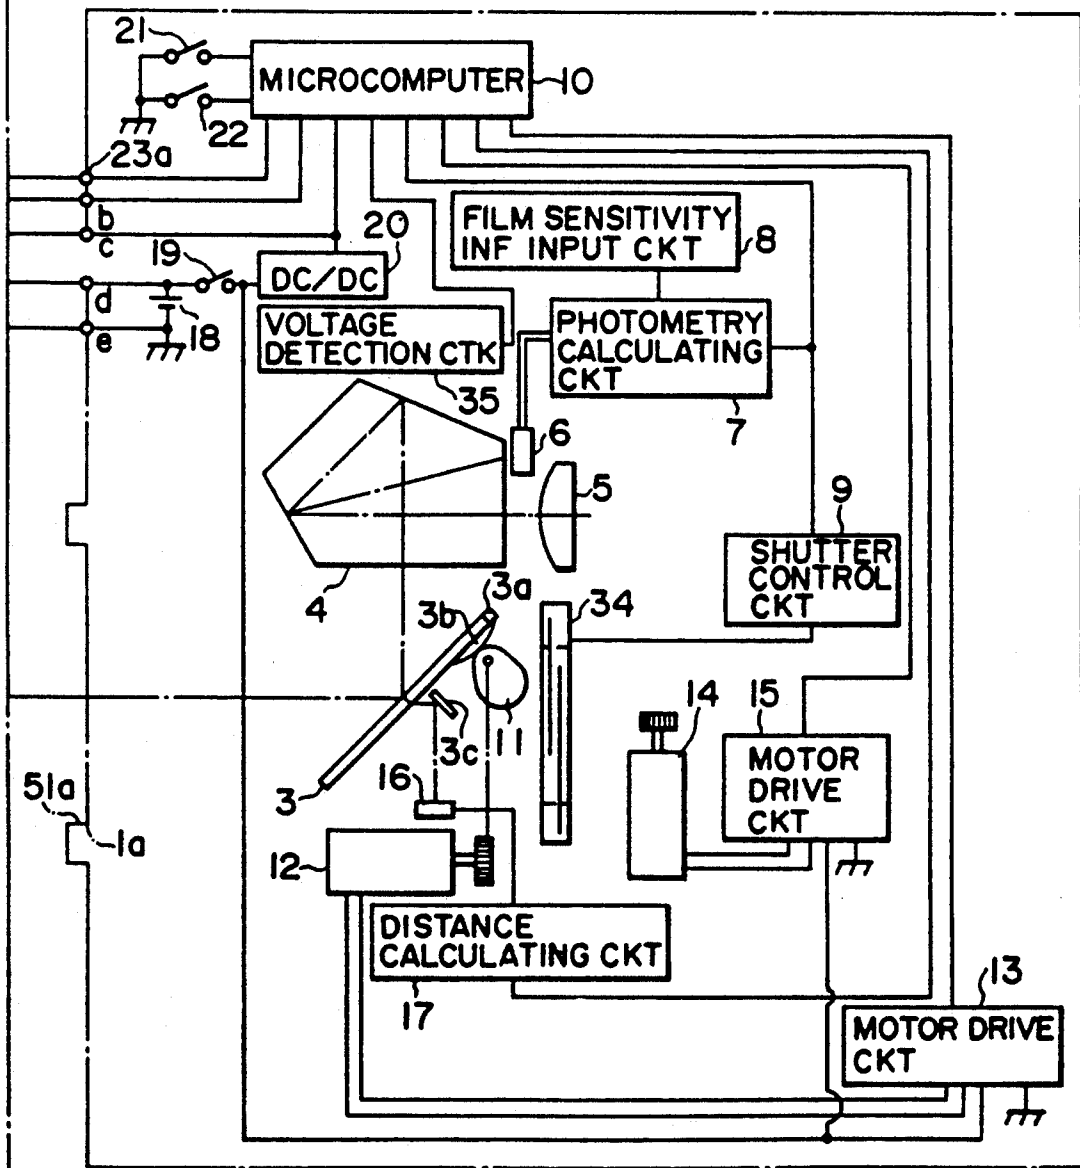 21
MICROCOMPUTER
10
22
23a
b
c
20
FILM SENSITIVITY
INF INPUT CKT
8
19
DC/DC
d
18
e
VOLTAGE
DETECTION CTK
35
PHOTOMETRY
CALCULATING
CKT
7
6
5
9
SHUTTER
CONTROL
CKT
4
3a
3b
34
3c
11
14
15
MOTOR
DRIVE
CKT
3
16
51a
1a
12
DISTANCE
CALCULATING CKT
17
13
MOTOR DRIVE
CKT